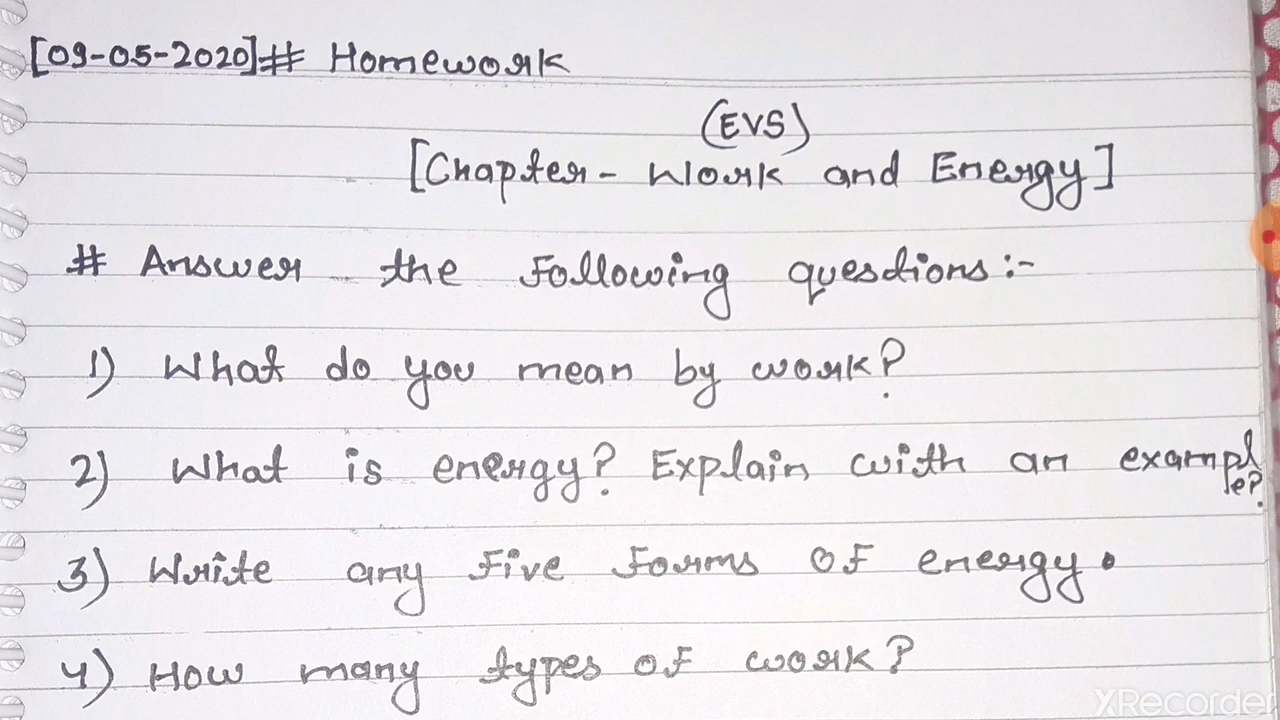 [09-05-2020]# Homework
(EVS)
[Chapter - Work and Energy]
# Answer the following questions:-
1) What do you mean by work?
2) What is energy? Explain with an example?
3) Write any five forms of energy.
4) How many types of work?
XRecorder